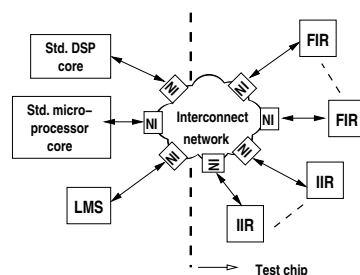 Std. DSP
core
Std. micro–
processor
core
LMS
NI
NI
NI
NI
NI
NI
NI
Interconnect
network
FIR
FIR
IIR
IIR
Test chip